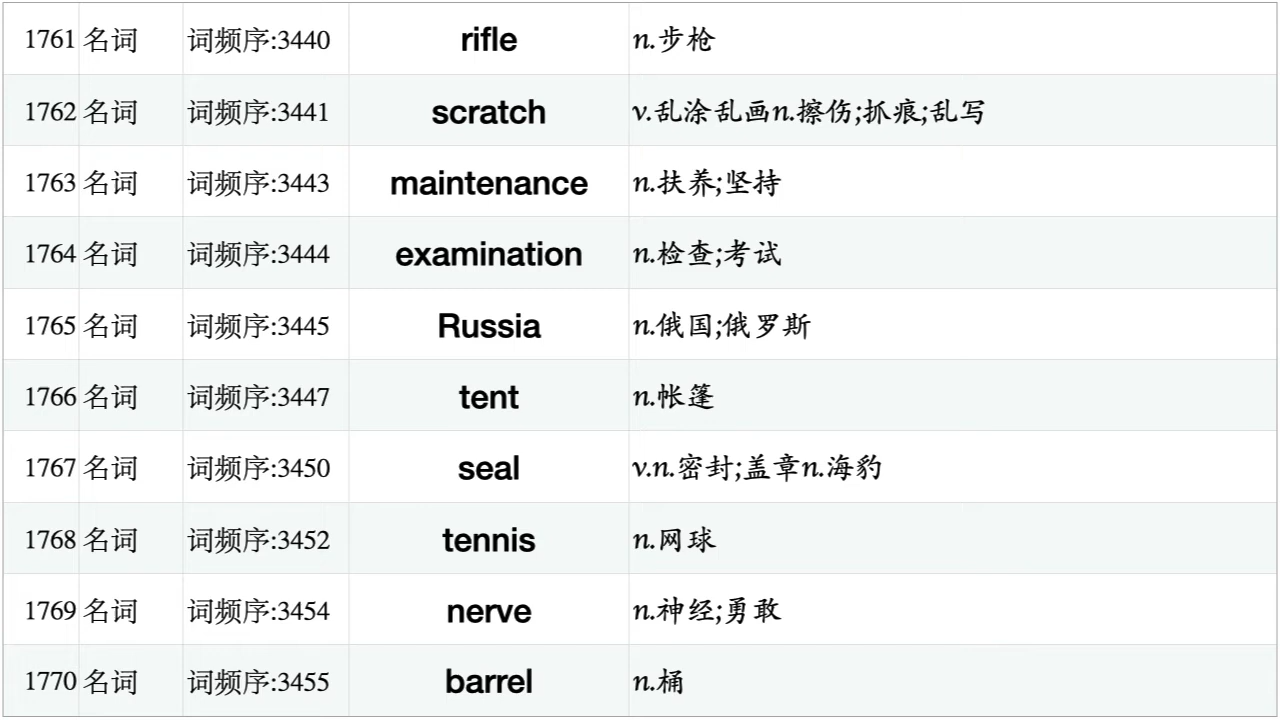 1761 名词 词频序:3440 rifle n.步枪
1762 名词 词频序:3441 scratch v.乱涂乱画n.擦伤;抓痕;乱写
1763 名词 词频序:3443 maintenance n.扶养;坚持
1764 名词 词频序:3444 examination n.检查;考试
1765 名词 词频序:3445 Russia n.俄国;俄罗斯
1766 名词 词频序:3447 tent n.帐篷
1767 名词 词频序:3450 seal v.n.密封;盖章n.海豹
1768 名词 词频序:3452 tennis n.网球
1769 名词 词频序:3454 nerve n.神经;勇敢
1770 名词 词频序:3455 barrel n.桶